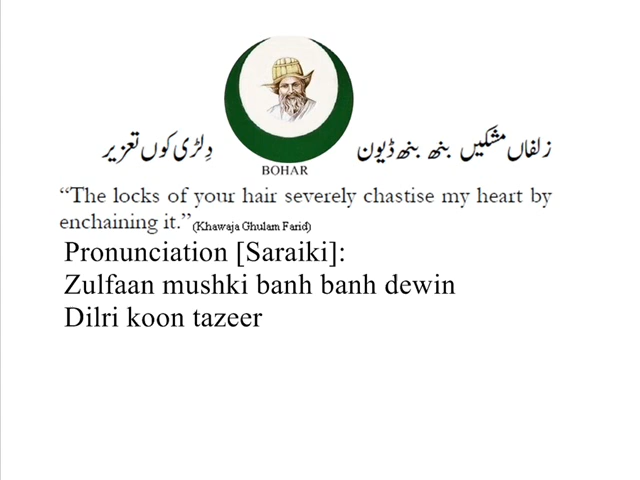 زلفاں مشکیں بنھ بنھ ڈیون دِلڑی کوں تعزیر
BOHAR
“The locks of your hair severely chastise my heart by
enchaining it.”(Khawaja Ghulam Farid)
Pronunciation [Saraiki]:
Zulfaan mushki banh banh dewin
Dilri koon tazeer